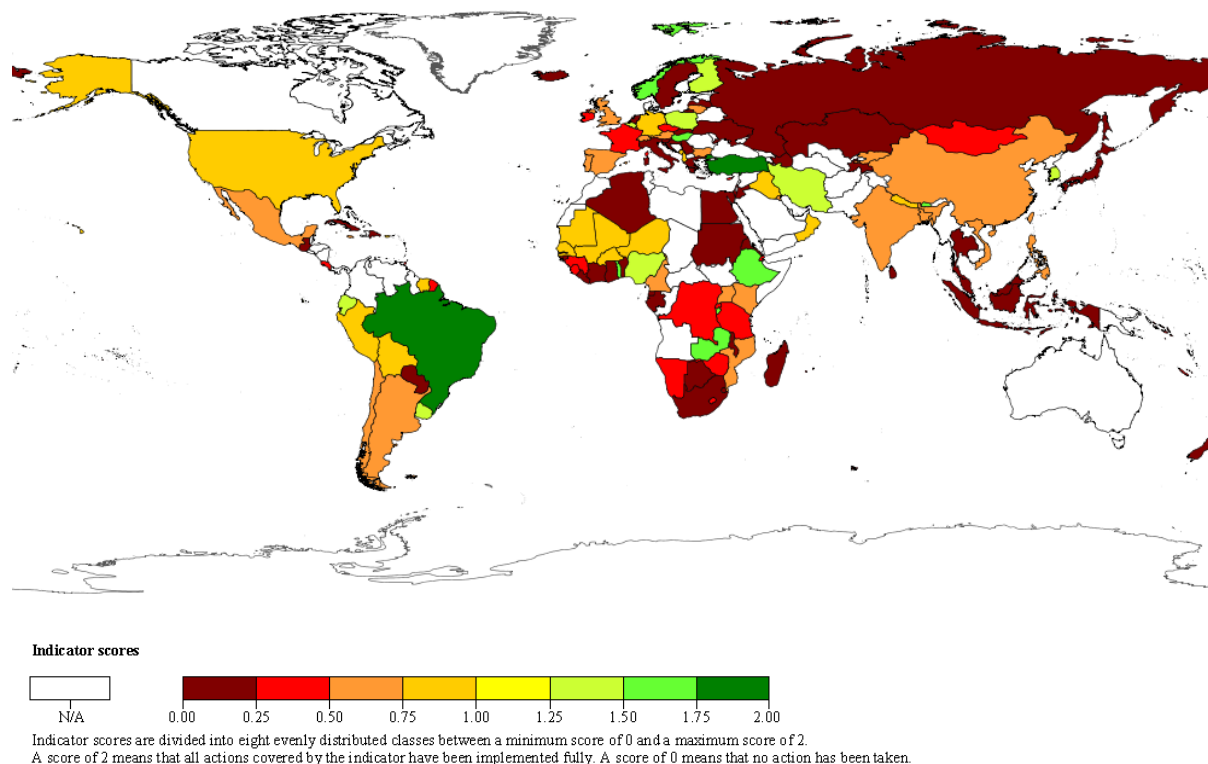 Indicator scores
N/A
0.00 0.25 0.50 0.75 1.00 1.25 1.50 1.75 2.00
Indicator scores are divided into eight evenly distributed classes between a minimum score of 0 and a maximum score of 2.
A score of 2 means that all actions covered by the indicator have been implemented fully. A score of 0 means that no action has been taken.